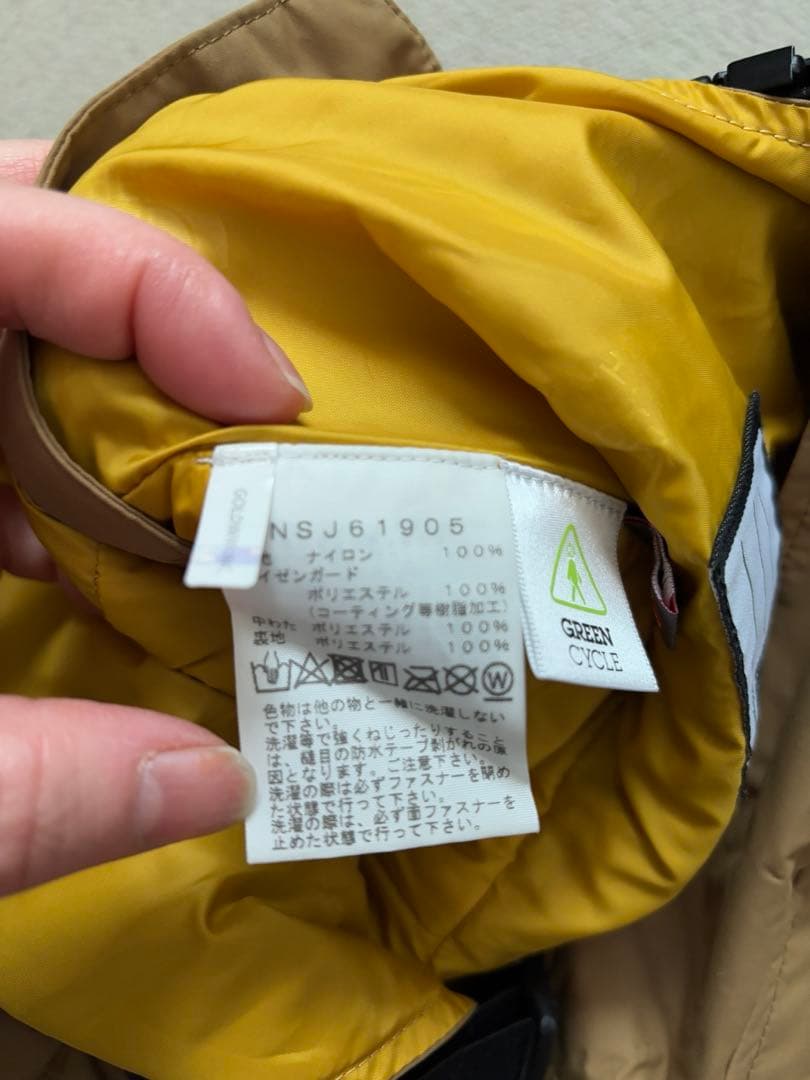 GOLDWIN
NSJ61905
ナイロン 100%
イゼンガード
ポリエステル 100%
(コーティング等樹脂加工)
中わた ポリエステル 100%
裏地 ポリエステル 100%
W
色物は他の物と一緒に洗濯しない
で下さい。
洗濯等で強くねじったりすること
は、縫目の防水テープ剥がれの原
因となります。ご注意下さい。
洗濯の際は必ずファスナーを閉め
た状態で行って下さい。
洗濯の際は、必ず面ファスナーを
止めた状態で行って下さい。
GREEN
CYCLE